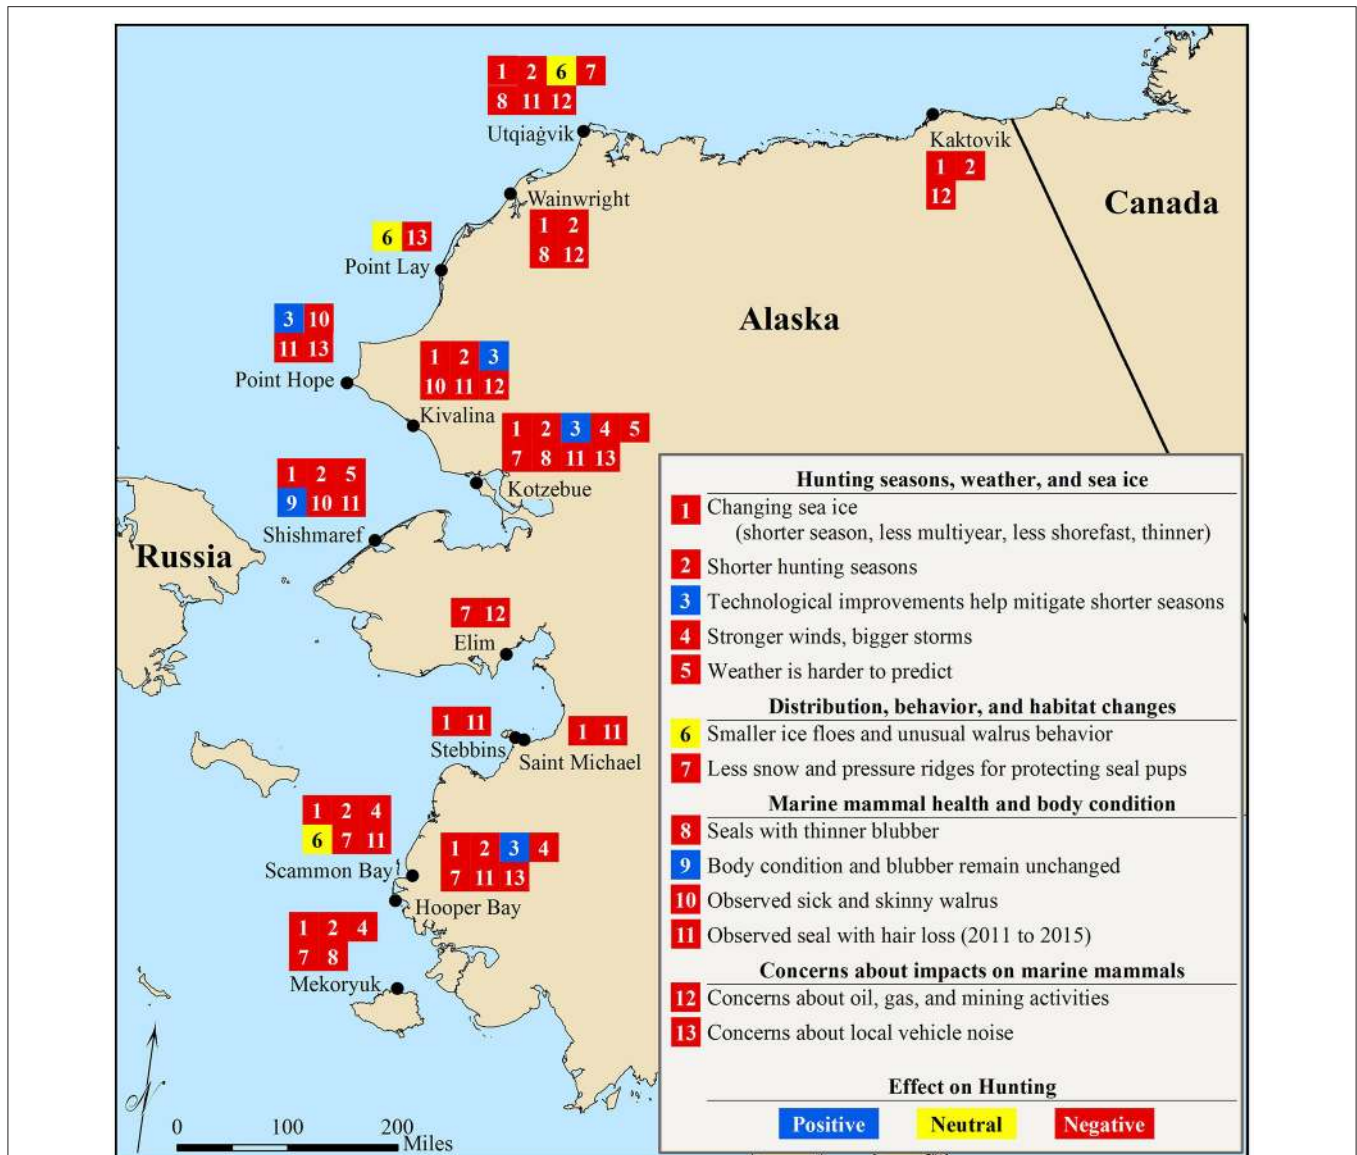 1 2 6 7
8 11 12
Utqiaġvik
Kaktovik
1 2
12
Canada
Wainwright
1 2
8 12
6 13
Point Lay
Alaska
3 10
11 13
Point Hope
1 2 3
10 11 12
Kivalina
1 2 3 4 5
7 8 11 13
Kotzebue
1 2 5
9 10 11
Shishmaref
Russia
7 12
Elim
1 11
Stebbins
1 11
Saint Michael
1 2 4
6 7 11
Scammon Bay
1 2 3 4
7 11 13
Hooper Bay
1 2 4
7 8
Mekoryuk
N
0 100 200
Miles
Hunting seasons, weather, and sea ice
1 Changing sea ice
(shorter season, less multiyear, less shorefast, thinner)
2 Shorter hunting seasons
3 Technological improvements help mitigate shorter seasons
4 Stronger winds, bigger storms
5 Weather is harder to predict
Distribution, behavior, and habitat changes
6 Smaller ice floes and unusual walrus behavior
7 Less snow and pressure ridges for protecting seal pups
Marine mammal health and body condition
8 Seals with thinner blubber
9 Body condition and blubber remain unchanged
10 Observed sick and skinny walrus
11 Observed seal with hair loss (2011 to 2015)
Concerns about impacts on marine mammals
12 Concerns about oil, gas, and mining activities
13 Concerns about local vehicle noise
Effect on Hunting
Positive Neutral Negative